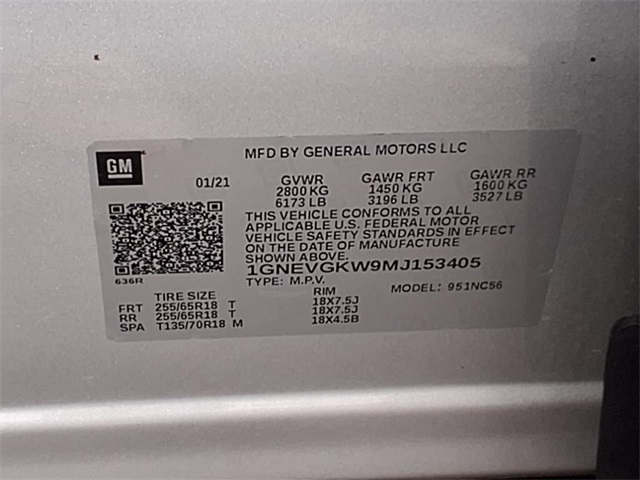 GM
MFD BY GENERAL MOTORS LLC
01/21 GVWR GAWR FRT GAWR RR
2800 KG 1450 KG 1600 KG
6173 LB 3196 LB 3527 LB
THIS VEHICLE CONFORMS TO ALL
APPLICABLE U.S. FEDERAL MOTOR
VEHICLE SAFETY STANDARDS IN EFFECT
ON THE DATE OF MANUFACTURE
SHOWN ABOVE.
1GNEVGKW9MJ153405
636R
TYPE: M.P.V. MODEL: 951NC56
TIRE SIZE RIM
FRT 255/65R18 T 18X7.5J
RR 255/65R18 T 18X7.5J
SPA T135/70R18 M 18X4.5B